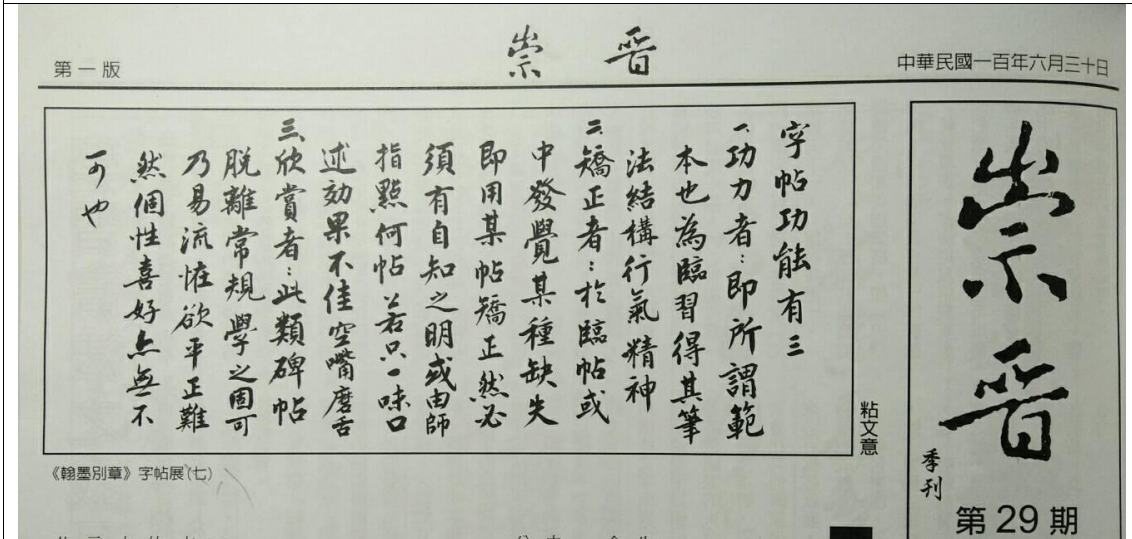 第一版
崇晋
中華民國一百年六月三十日
崇晋
季刊
第29期
字帖功能有三
一、功力者：即所謂範
本也為臨習得其筆
法結構行氣精神
二、矯正者：於臨帖或
中發覺某種缺失
即用某帖矯正然必
須有自知之明或由師
指點何帖若只一味口
述効果不佳空嘴磨舌
三、欣賞者：此類碑帖
脫離常規學之固可
乃易流恠欲平正難
然個性喜好亦無不
可也
粘文意
《翰墨別章》字帖展(七)